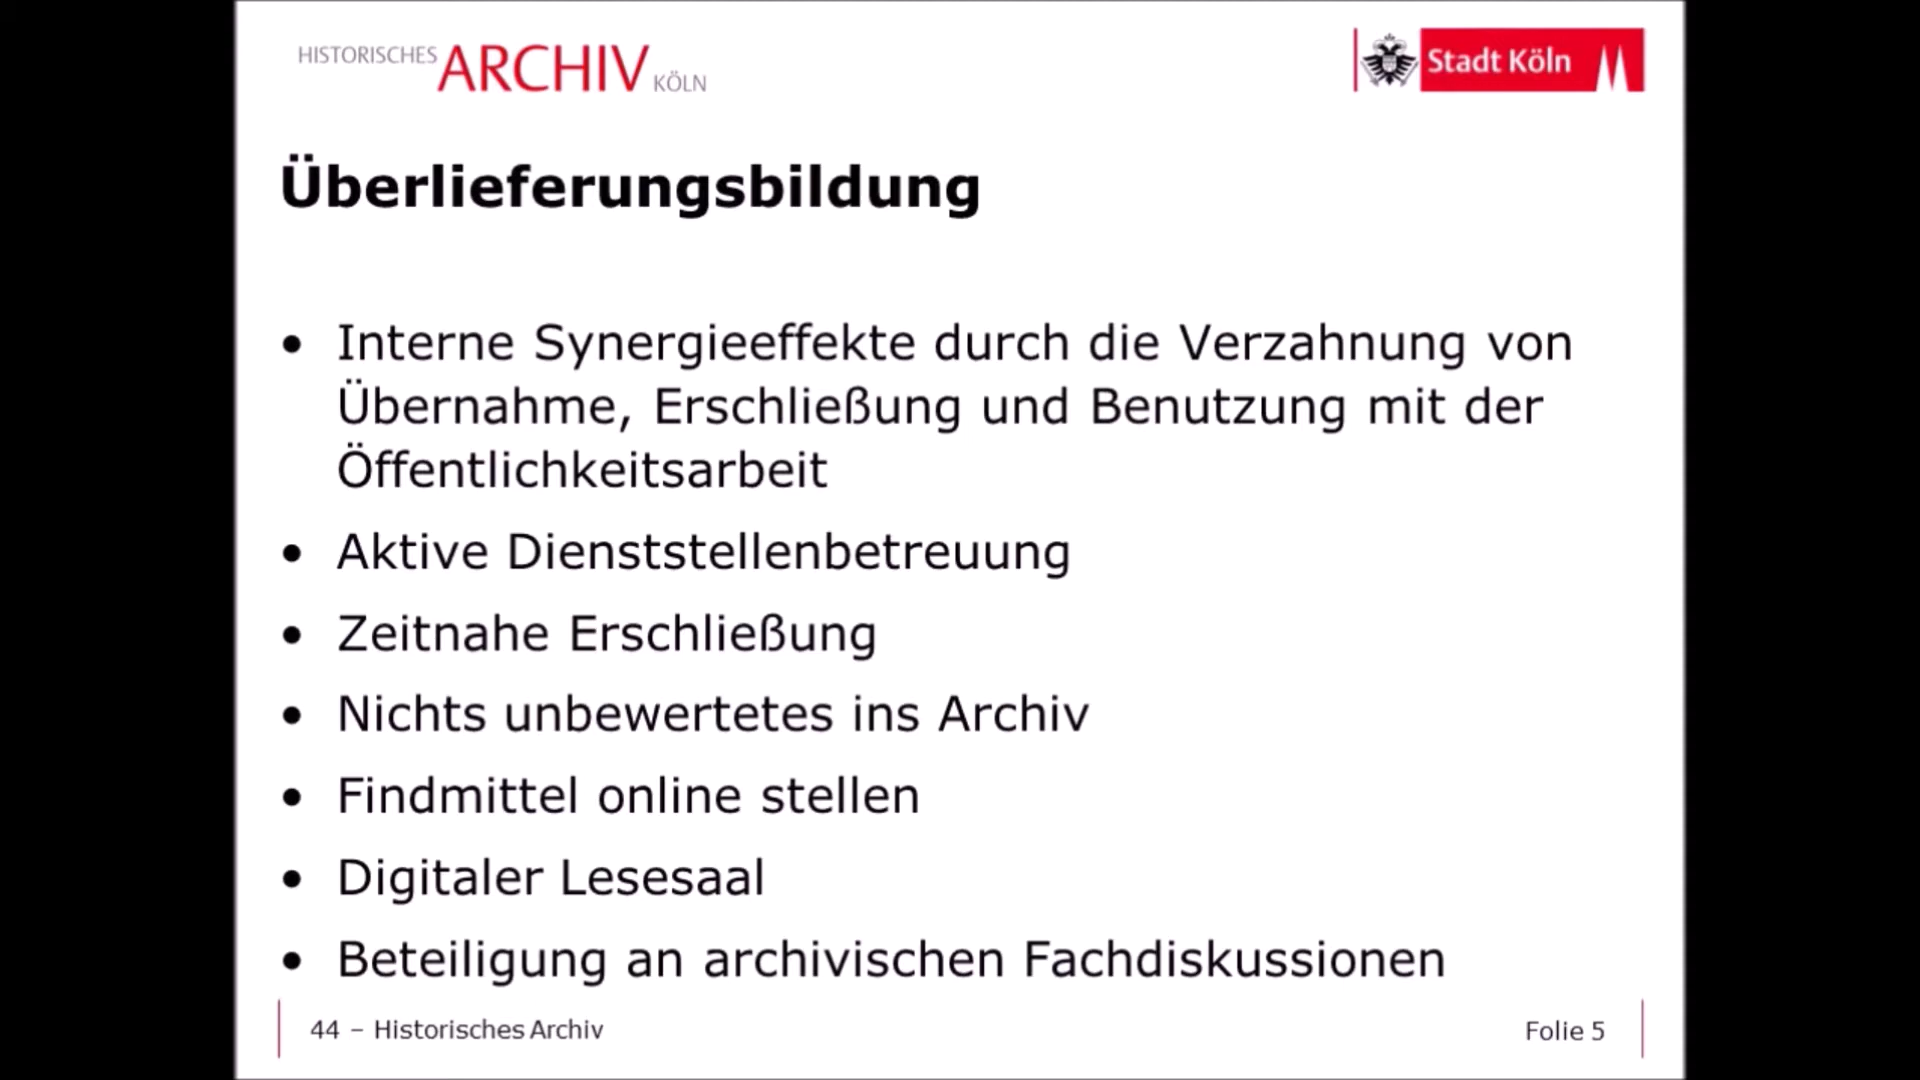 HISTORISCHES ARCHIV KÖLN
Stadt Köln
Überlieferungsbildung
• Interne Synergieeffekte durch die Verzahnung von
Übernahme, Erschließung und Benutzung mit der
Öffentlichkeitsarbeit
• Aktive Dienststellenbetreuung
• Zeitnahe Erschließung
• Nichts unbewertetes ins Archiv
• Findmittel online stellen
• Digitaler Lesesaal
• Beteiligung an archivischen Fachdiskussionen
44 – Historisches Archiv
Folie 5